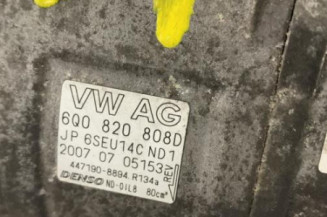 VW AG
6Q0 820 808D
JP 6SEU14C ND1
2007 07 05153
447190-8894 R134a
DENSO ND-OIL8 80cm³